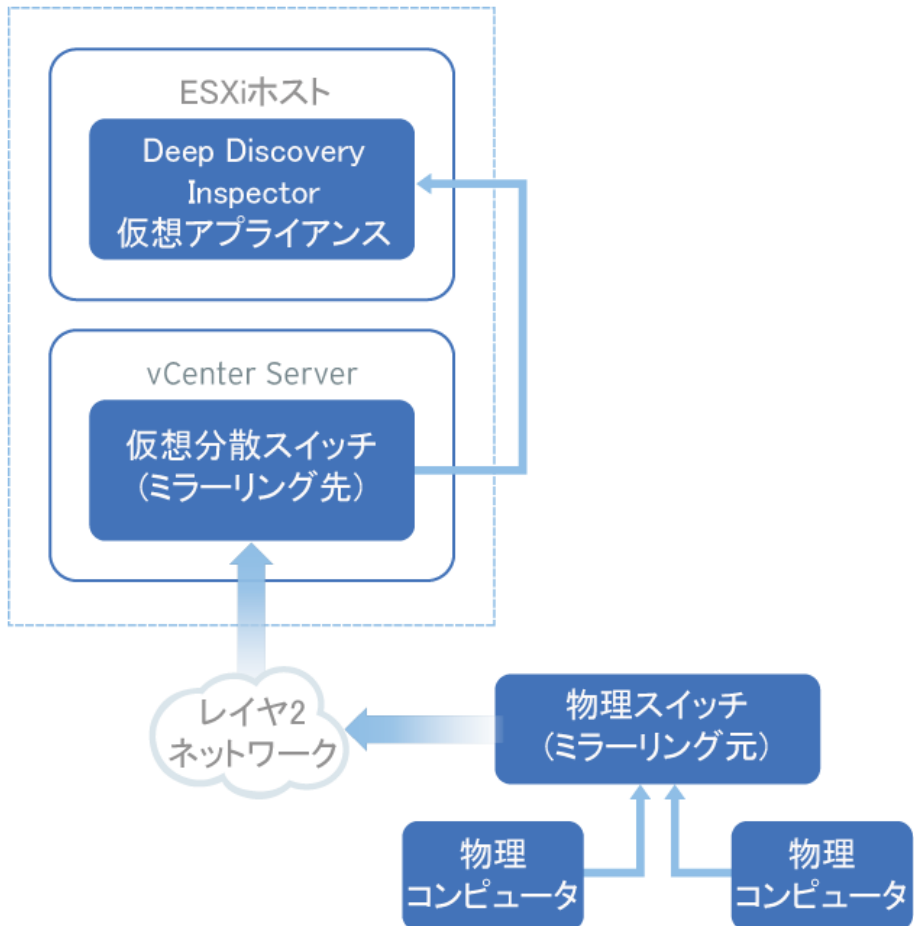 ESXiホスト
Deep Discovery
Inspector
仮想アプライアンス
vCenter Server
仮想分散スイッチ
(ミラーリング先)
レイヤ2
ネットワーク
物理スイッチ
(ミラーリング元)
物理
コンピュータ
物理
コンピュータ